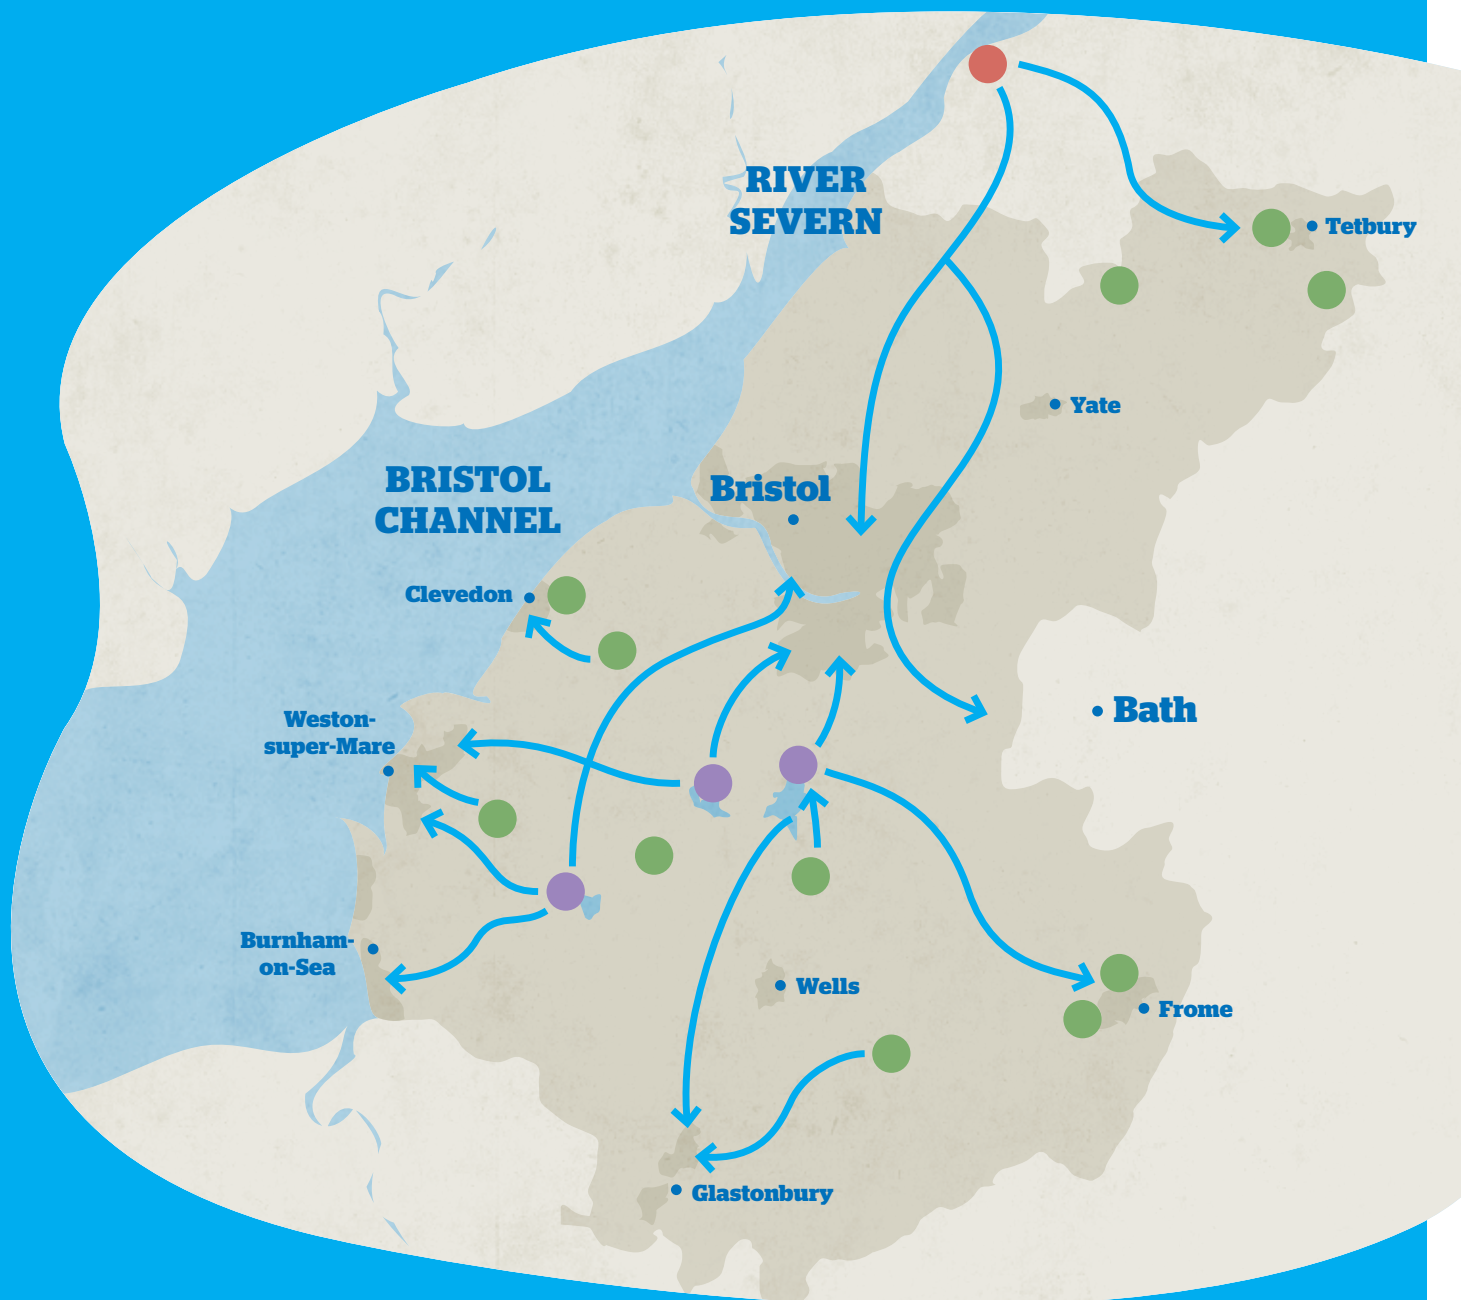 RIVER
SEVERN
Tetbury
Yate
BRISTOL
CHANNEL
Bristol
Clevedon
Weston-
super-Mare
Bath
Burnham-
on-Sea
Wells
Frome
Glastonbury